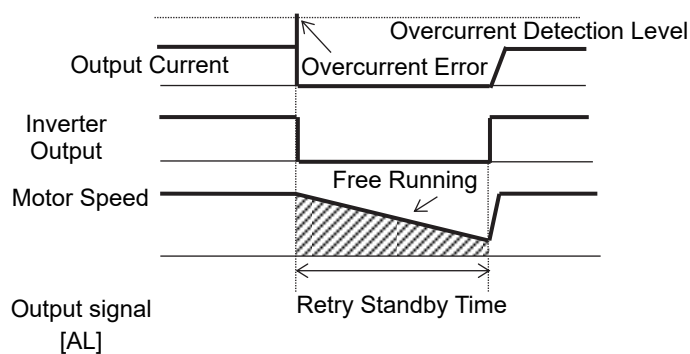 Overcurrent Detection Level
Output Current
Overcurrent Error
Inverter
Output
Free Running
Motor Speed
Retry Standby Time
Output signal
[AL]